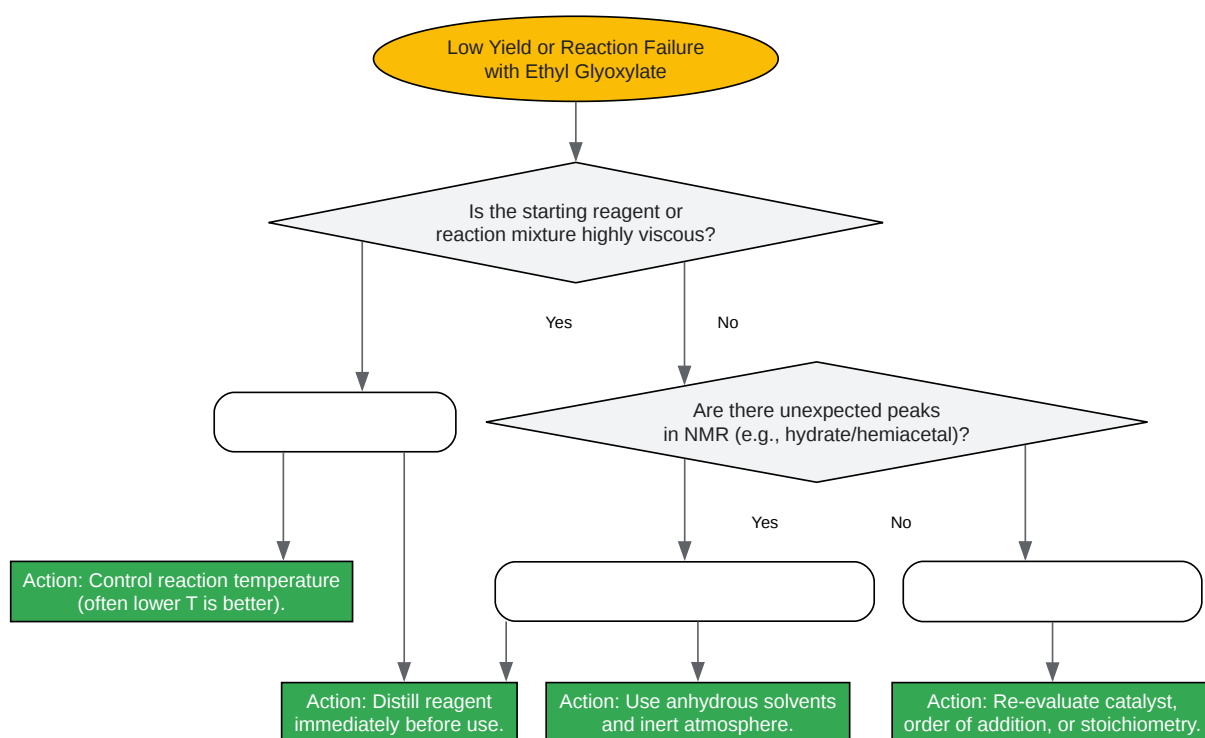 Low Yield or Reaction Failure
with Ethyl Glyoxylate
Is the starting reagent or
reaction mixture highly viscous?
Yes
No
Are there unexpected peaks
in NMR (e.g., hydrate/hemiacetal)?
Yes
No
Action: Control reaction temperature
(often lower T is better).
Action: Distill reagent
immediately before use.
Action: Use anhydrous solvents
and inert atmosphere.
Action: Re-evaluate catalyst,
order of addition, or stoichiometry.